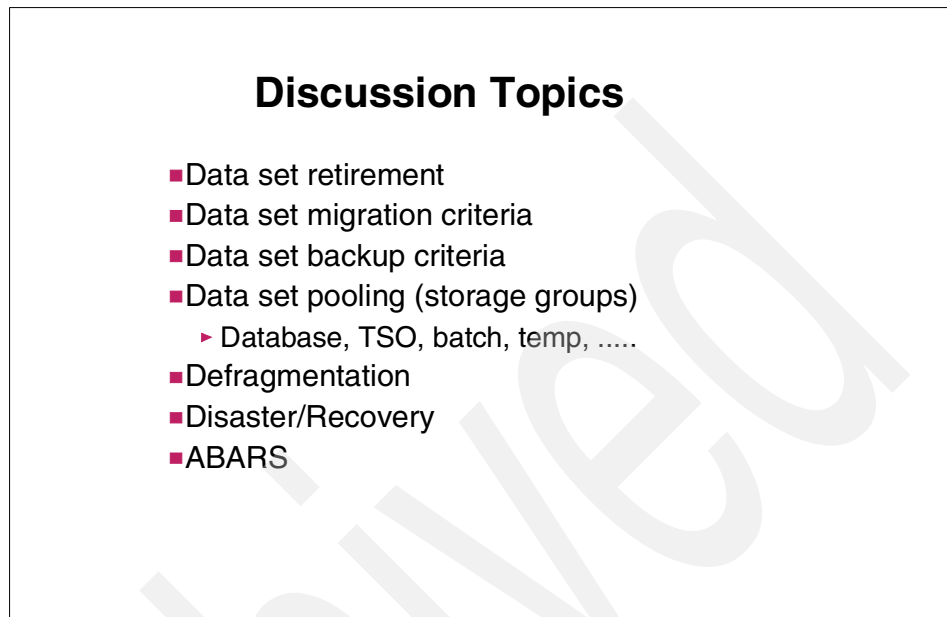 Discussion Topics
■Data set retirement
■Data set migration criteria
■Data set backup criteria
■Data set pooling (storage groups)
► Database, TSO, batch, temp, .....
■Defragmentation
■Disaster/Recovery
■ABARS